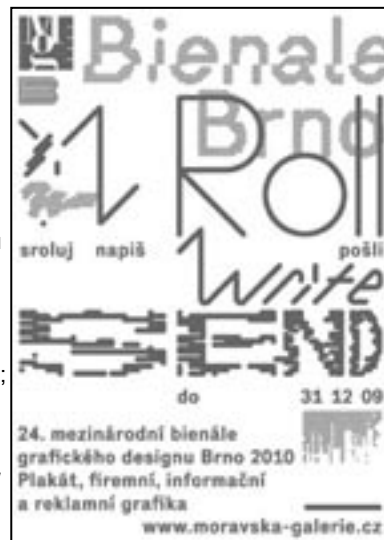 Bienale
Brno
Roll
sroluj napiš pošli
Write
SEND
do 31 12 09
24. mezinárodní bienále
grafického designu Brno 2010
Plakát, firemní, informační
a reklamní grafika
www.moravska-galerie.cz